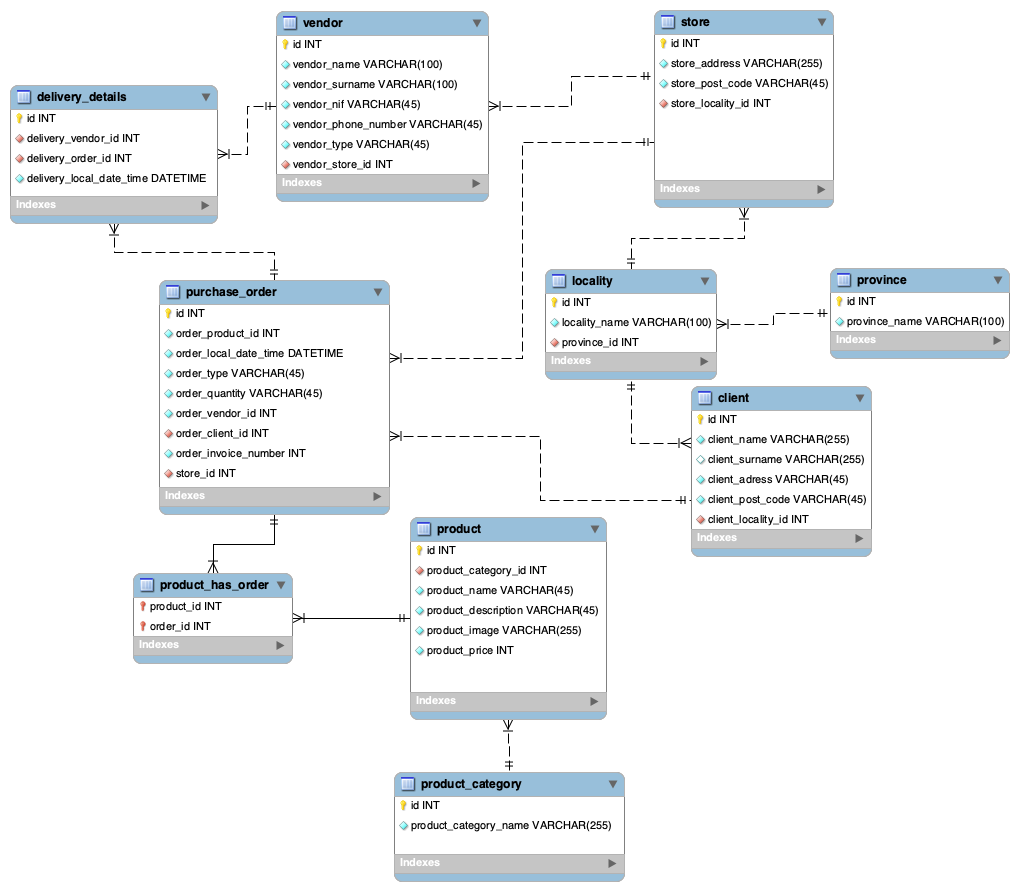 vendor
id INT
vendor_name VARCHAR(100)
vendor_surname VARCHAR(100)
vendor_nif VARCHAR(45)
vendor_phone_number VARCHAR(45)
vendor_type VARCHAR(45)
vendor_store_id INT
Indexes
store
id INT
store_address VARCHAR(255)
store_post_code VARCHAR(45)
store_locality_id INT
Indexes
delivery_details
id INT
delivery_vendor_id INT
delivery_order_id INT
delivery_local_date_time DATETIME
Indexes
purchase_order
id INT
order_product_id INT
order_local_date_time DATETIME
order_type VARCHAR(45)
order_quantity VARCHAR(45)
order_vendor_id INT
order_client_id INT
order_invoice_number INT
store_id INT
Indexes
locality
id INT
locality_name VARCHAR(100)
province_id INT
Indexes
province
id INT
province_name VARCHAR(100)
Indexes
client
id INT
client_name VARCHAR(255)
client_surname VARCHAR(255)
client_adress VARCHAR(45)
client_post_code VARCHAR(45)
client_locality_id INT
Indexes
product_has_order
product_id INT
order_id INT
Indexes
product
id INT
product_category_id INT
product_name VARCHAR(45)
product_description VARCHAR(45)
product_image VARCHAR(255)
product_price INT
Indexes
product_category
id INT
product_category_name VARCHAR(255)
Indexes